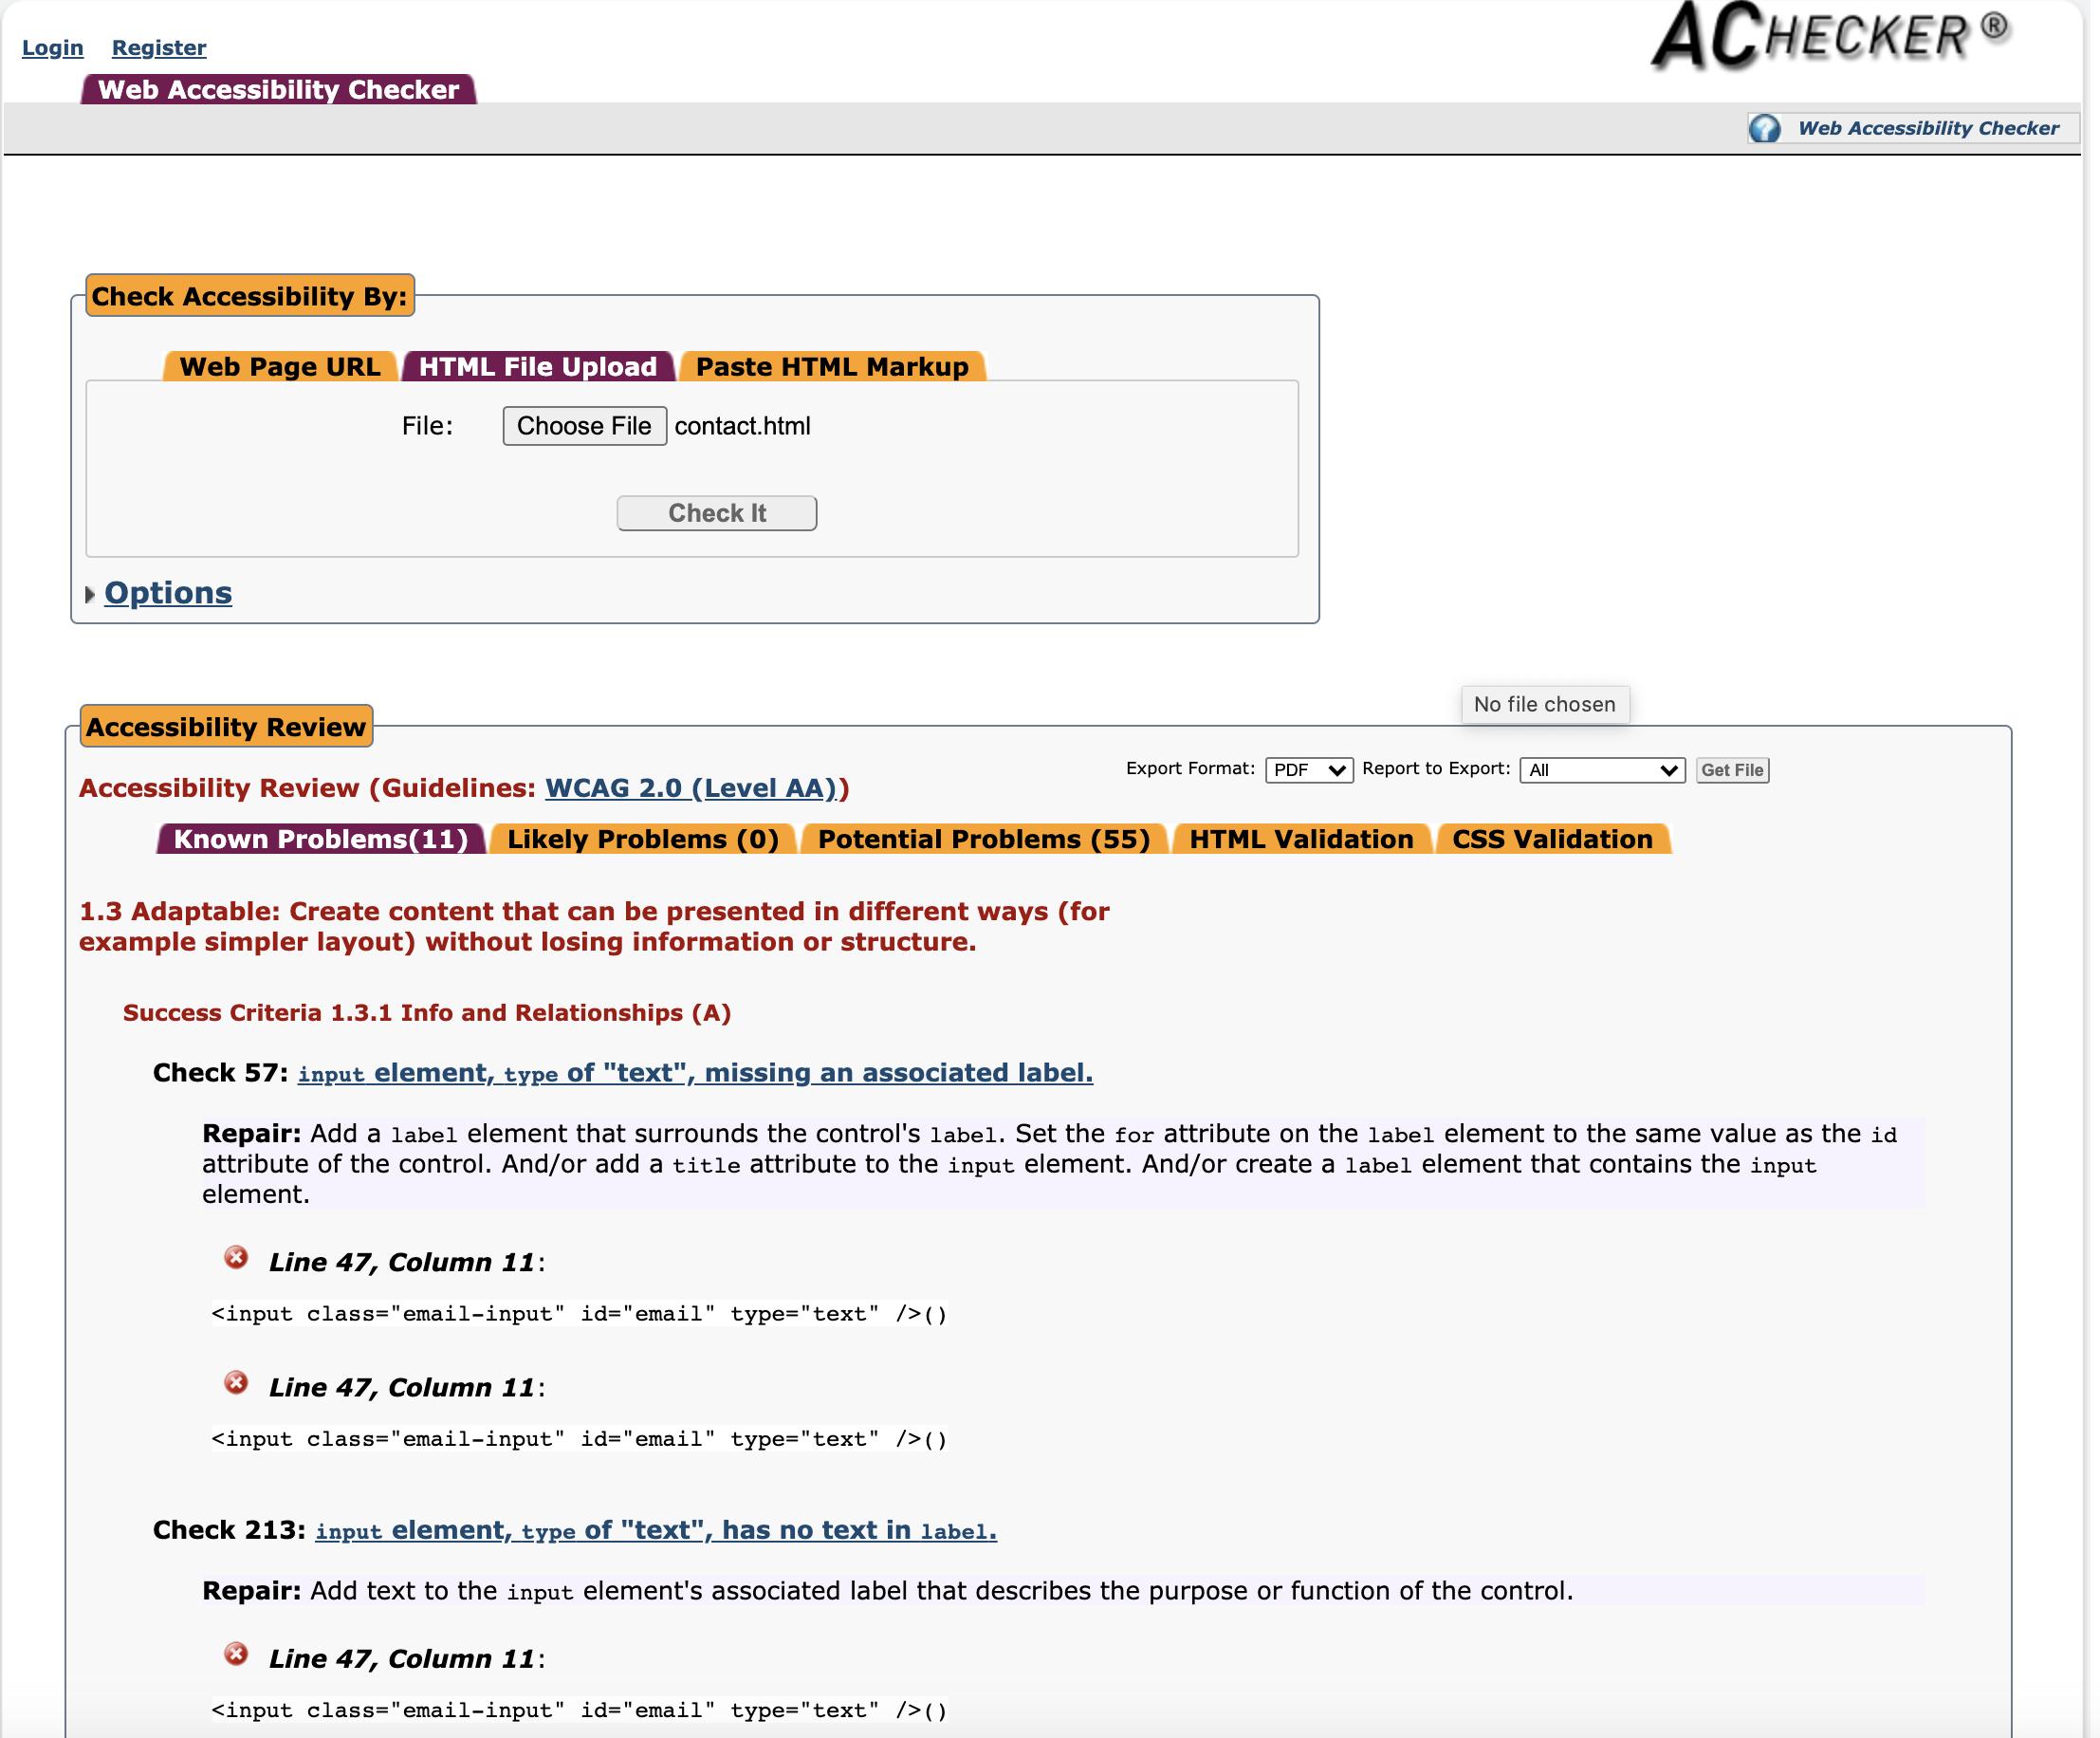 ACHECKER ®
Login Register
Web Accessibility Checker
Web Accessibility Checker
Check Accessibility By:
Web Page URL HTML File Upload Paste HTML Markup
File: Choose File contact.html
Check It
Options
No file chosen
Accessibility Review
Export Format: PDF Report to Export: All Get File
Accessibility Review (Guidelines: WCAG 2.0 (Level AA))
Known Problems(11) Likely Problems (0) Potential Problems (55) HTML Validation CSS Validation
1.3 Adaptable: Create content that can be presented in different ways (for
example simpler layout) without losing information or structure.
Success Criteria 1.3.1 Info and Relationships (A)
Check 57: input element, type of "text", missing an associated label.
Repair: Add a label element that surrounds the control's label. Set the for attribute on the label element to the same value as the id
attribute of the control. And/or add a title attribute to the input element. And/or create a label element that contains the input
element.
Line 47, Column 11:
<input class="email-input" id="email" type="text" />()
Line 47, Column 11:
<input class="email-input" id="email" type="text" />()
Check 213: input element, type of "text", has no text in label.
Repair: Add text to the input element's associated label that describes the purpose or function of the control.
Line 47, Column 11:
<input class="email-input" id="email" type="text" />()